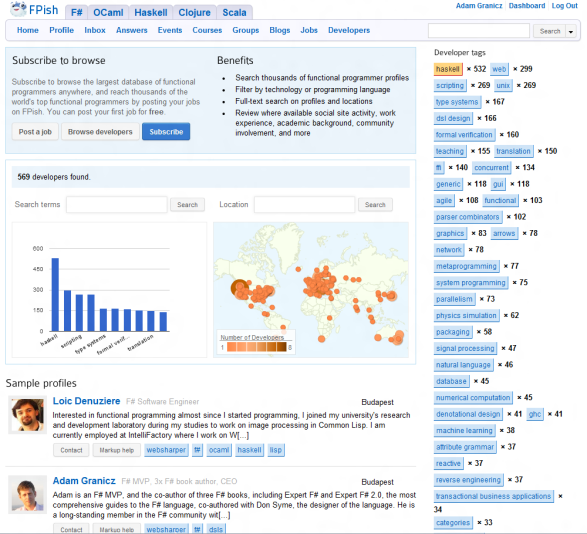 FPish F# OCaml Haskell Clojure Scala
Adam Granicz Dashboard Log Out
Home Profile Inbox Answers Events Courses Groups Blogs Jobs Developers
Search
Subscribe to browse
Subscribe to browse the largest database of functional
programmers anywhere, and reach thousands of the
world's top functional programmers by posting your jobs
on FPish. You can post your first job for free.
Post a job Browse developers Subscribe
Benefits
Search thousands of functional programmer profiles
Filter by technology or programming language
Full-text search on profiles and locations
Review where available social site activity, work
experience, academic background, community
involvement, and more
569 developers found.
Search terms Search Location Search
600
450
300
150
0
haskell scripting type systems formal verif... translation
Number of Developers
1 8
Sample profiles
Loic Denuziere F# Software Engineer Budapest
Interested in functional programming almost since I started programming, I joined my university's research
and development laboratory during my studies to work on image processing in Common Lisp. I am
currently employed at IntelliFactory where I work on W[...]
Contact Markup help websharper f# ocaml haskell lisp
Adam Granicz F# MVP, 3x F# book author, CEO Budapest
Adam is an F# MVP, and the co-author of three F# books, including Expert F# and Expert F# 2.0, the most
comprehensive guides to the F# language, co-authored with Don Syme, the designer of the language. He is
a long-standing member in the F# community wit[...]
Contact Markup help websharper f# dsls
Developer tags
haskell × 532 web × 299
scripting × 269 unix × 269
type systems × 167
dsl design × 166
formal verification × 160
teaching × 155 translation × 150
ffi × 140 concurrent × 134
generic × 118 gui × 118
agile × 108 functional × 103
parser combinators × 102
graphics × 83 arrows × 78
network × 78
metaprogramming × 77
system programming × 75
parallelism × 73
physics simulation × 62
packaging × 58
signal processing × 47
natural language × 46
database × 45
numerical computation × 45
denotational design × 41 ghc × 41
machine learning × 38
attribute grammar × 37
reactive × 37
reverse engineering × 37
transactional business applications ×
34
categories × 33